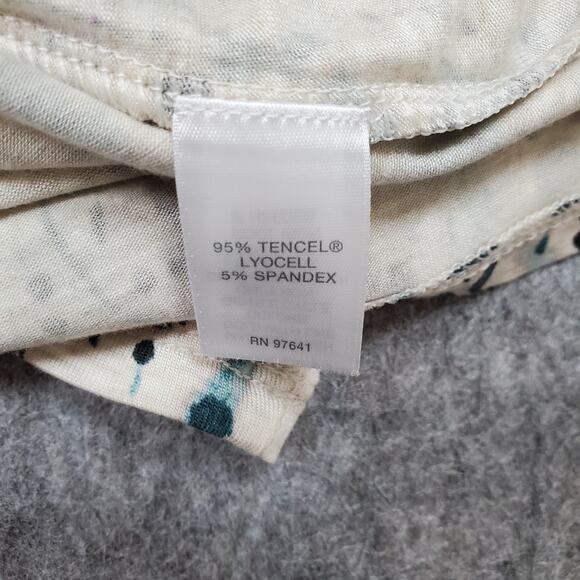 95% TENCEL®
LYOCELL
5% SPANDEX
RN 97641